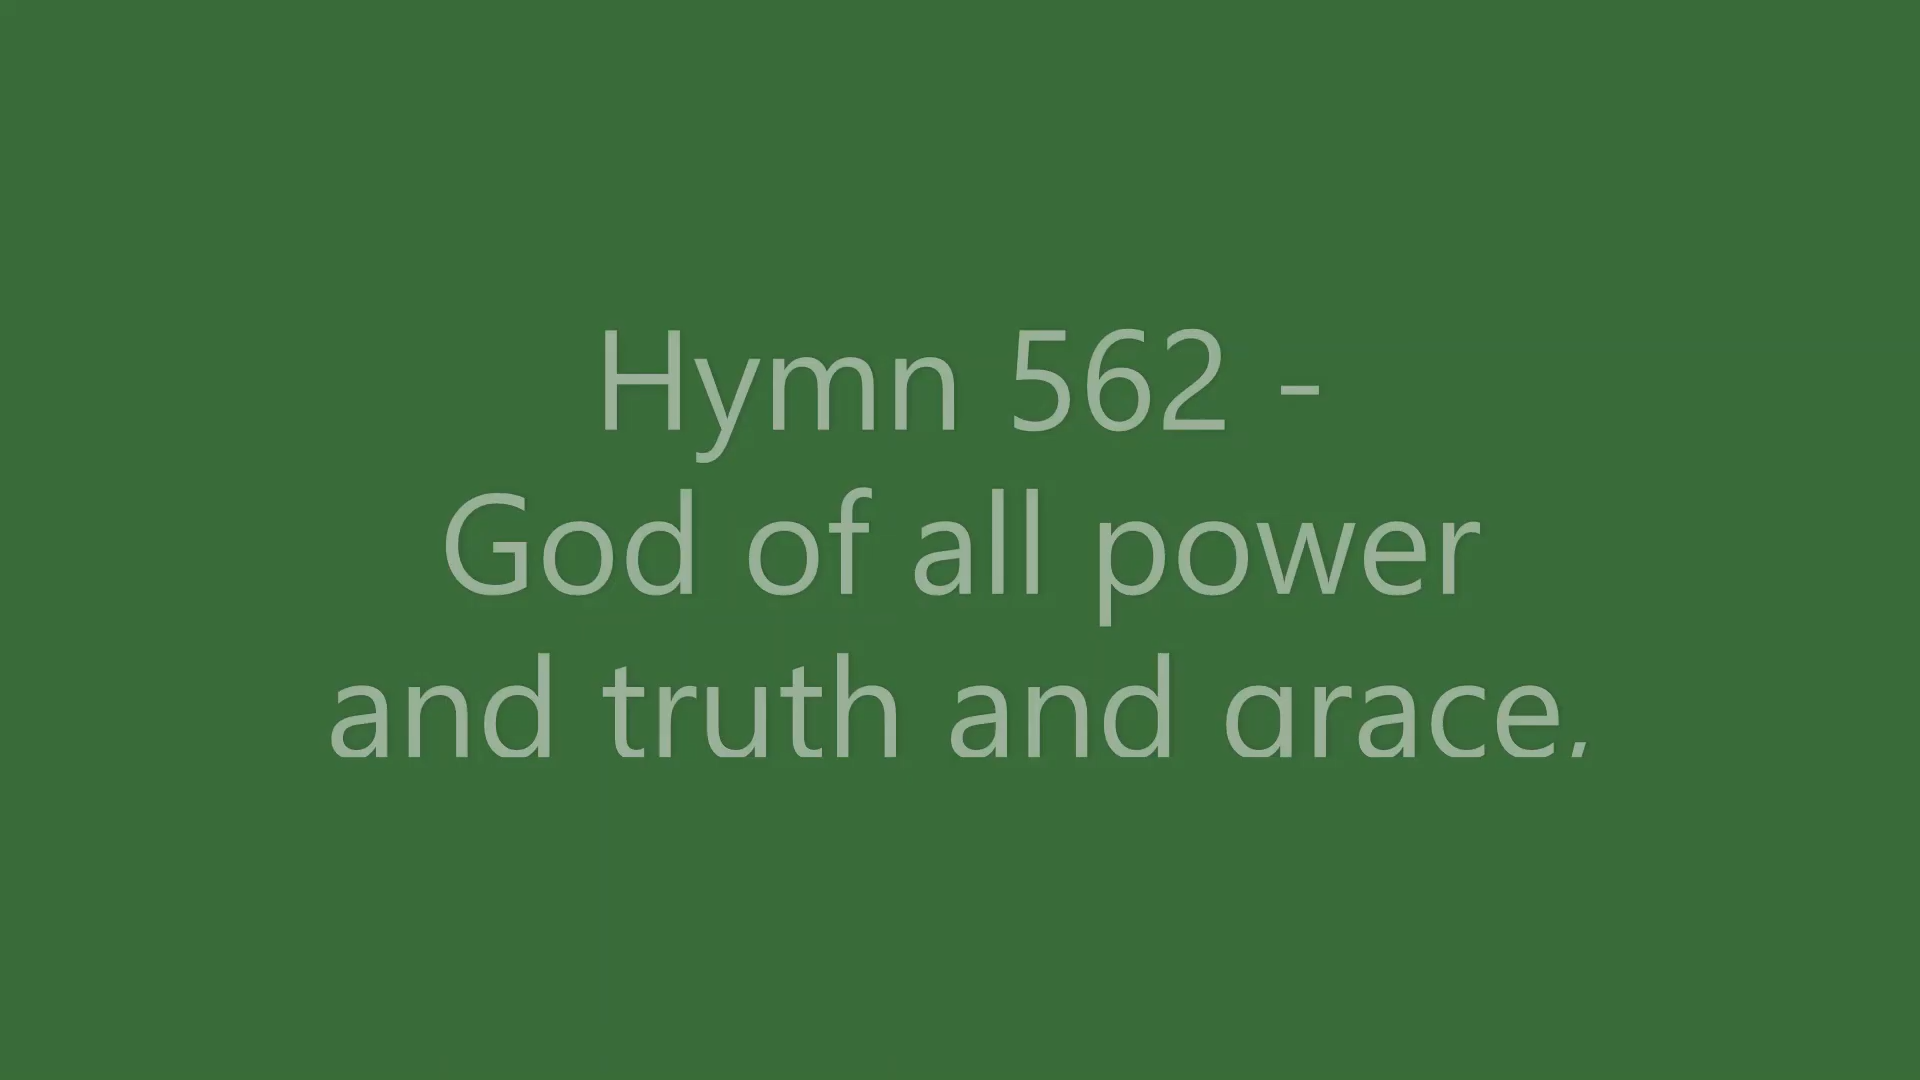 Hymn 562 -
God of all power
and truth and grace,